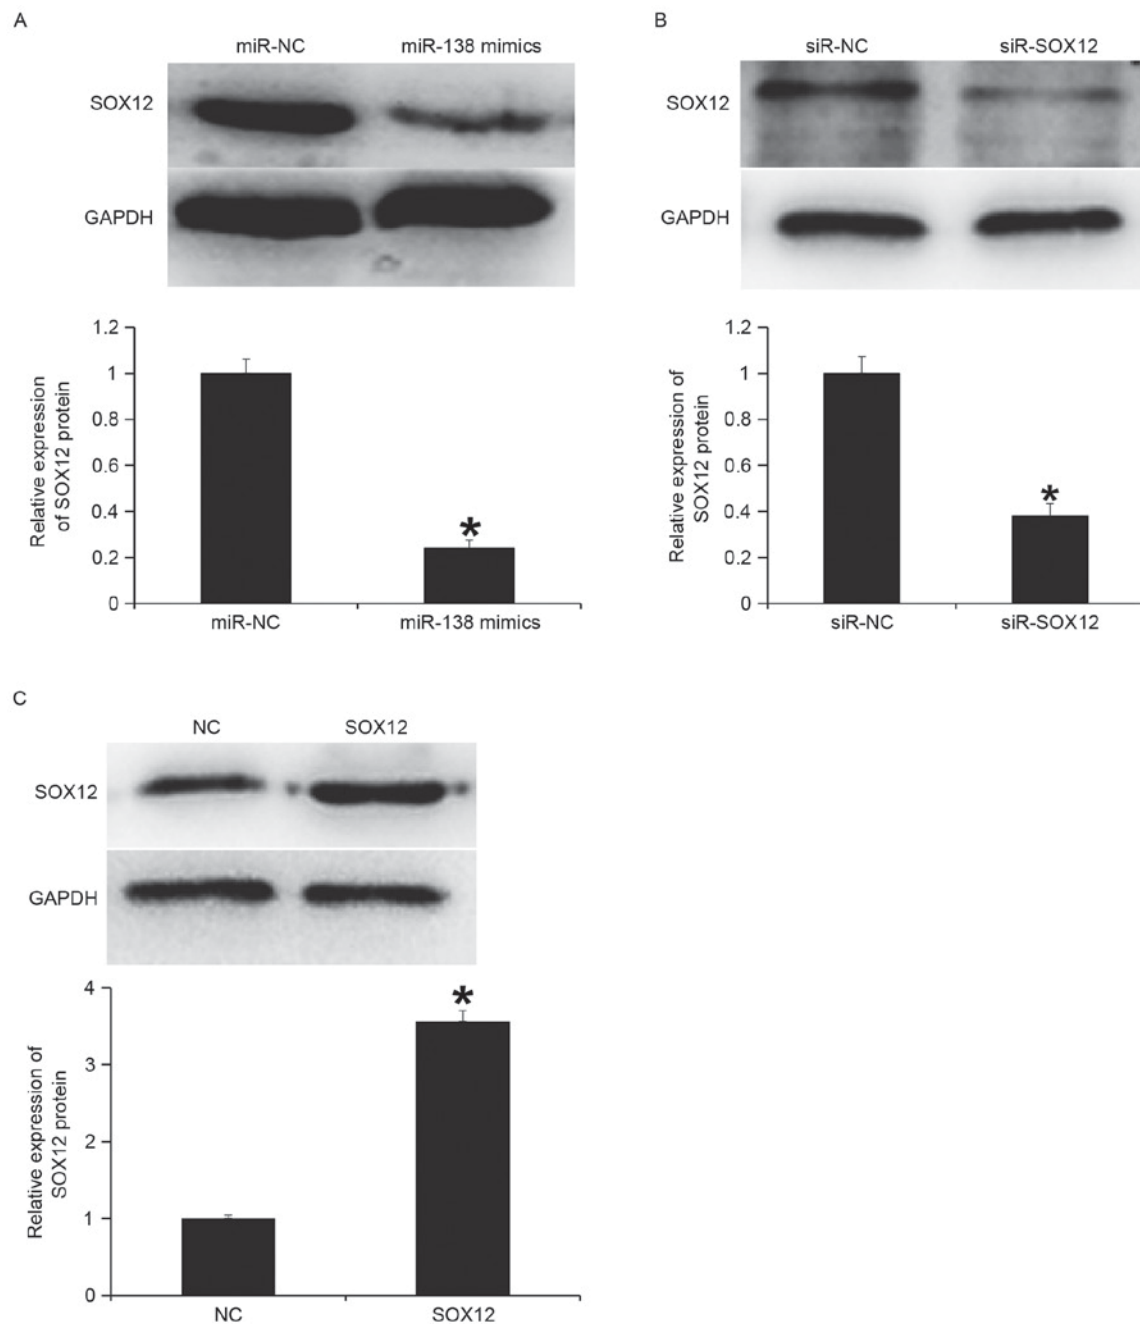 A
miR-NC miR-138 mimics
SOX12
GAPDH
Relative expression
of SOX12 protein
1.2
1
0.8
0.6
0.4
0.2
0
*
miR-NC miR-138 mimics
B
siR-NC siR-SOX12
SOX12
GAPDH
Relative expression of
SOX12 protein
1.2
1
0.8
0.6
0.4
0.2
0
*
siR-NC siR-SOX12
C
NC SOX12
SOX12
GAPDH
Relative expression of
SOX12 protein
4
3
2
1
0
*
NC SOX12